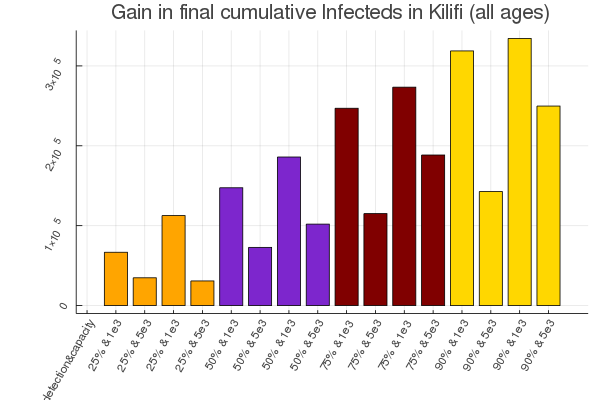 Gain in final cumulative Infecteds in Kilifi (all ages)
3×10 5
2×10 5
1×10 5
0
detection&capacity
25% & 1e3
25% & 5e3
25% & 1e3
25% & 5e3
50% & 1e3
50% & 5e3
50% & 1e3
50% & 5e3
75% & 1e3
75% & 5e3
75% & 1e3
75% & 5e3
90% & 1e3
90% & 5e3
90% & 1e3
90% & 5e3